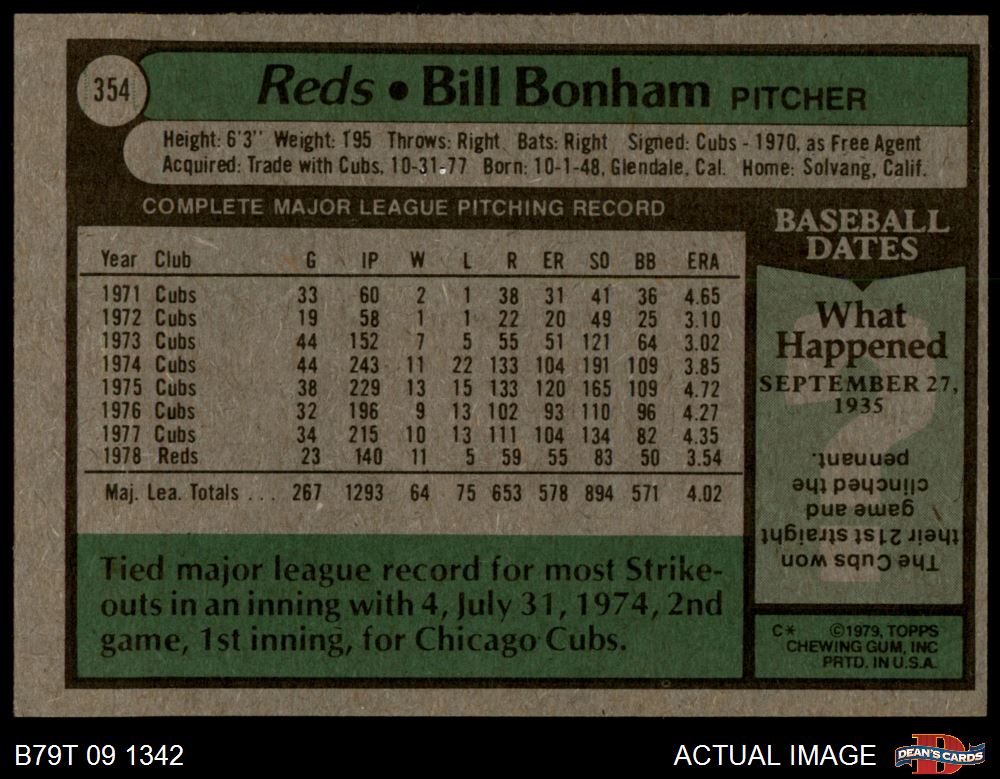 354
Reds • Bill Bonham PITCHER
Height: 6'3" Weight: 195 Throws: Right Bats: Right Signed: Cubs - 1970, as Free Agent
Acquired: Trade with Cubs, 10-31-77 Born: 10-1-48, Glendale, Cal. Home: Solvang, Calif.
COMPLETE MAJOR LEAGUE PITCHING RECORD
Year Club G IP W L R ER SO BB ERA
1971 Cubs 33 60 2 1 38 31 41 36 4.65
1972 Cubs 19 58 1 1 22 20 49 25 3.10
1973 Cubs 44 152 7 5 55 51 121 64 3.02
1974 Cubs 44 243 11 22 133 104 191 109 3.85
1975 Cubs 38 229 13 15 133 120 165 109 4.72
1976 Cubs 32 196 9 13 102 93 110 96 4.27
1977 Cubs 34 215 10 13 111 104 134 82 4.35
1978 Reds 23 140 11 5 59 55 83 50 3.54
Maj. Lea. Totals ... 267 1293 64 75 653 578 894 571 4.02
Tied major league record for most Strike-
outs in an inning with 4, July 31, 1974, 2nd
game, 1st inning, for Chicago Cubs.
BASEBALL
DATES
What
Happened
SEPTEMBER 27,
1935
The Cubs won
their 21st straight
game and
clinched the
pennant.
C* ©1979, TOPPS
CHEWING GUM, INC
PRTD. IN U.S.A.
B79T 09 1342
ACTUAL IMAGE
DEAN'S CARDS